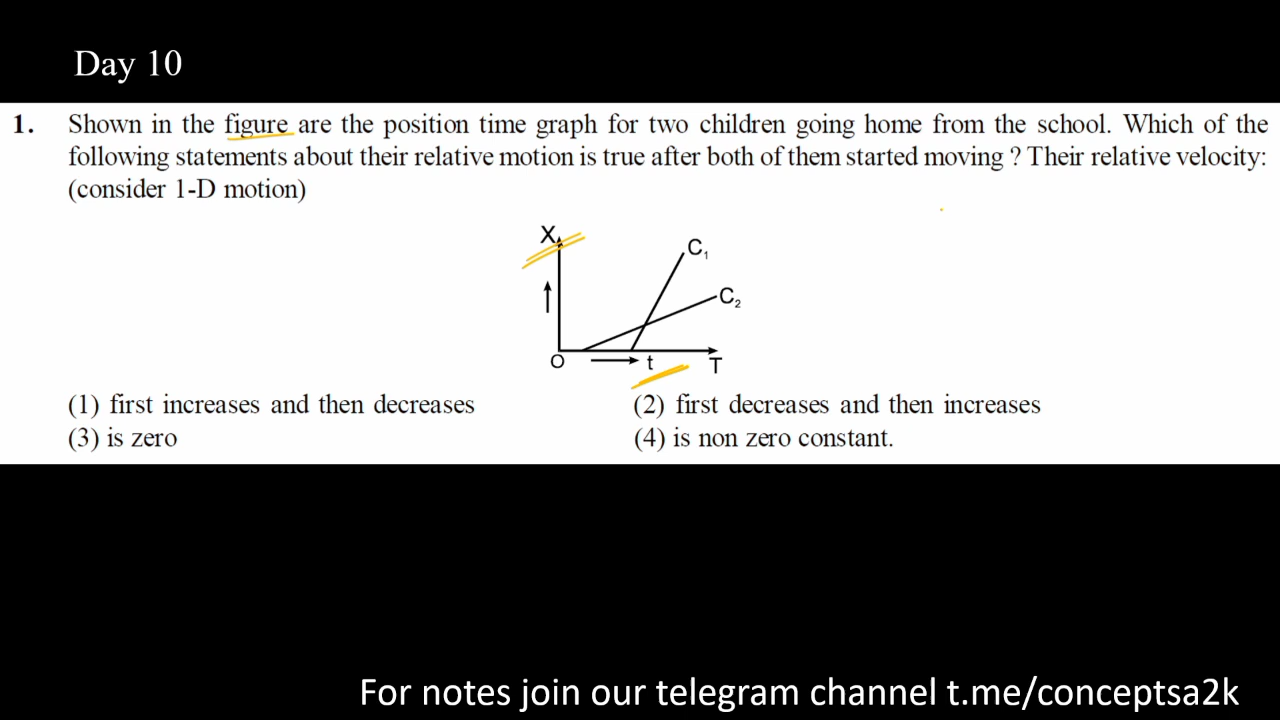 Day 10
1. Shown in the figure are the position time graph for two children going home from the school. Which of the
following statements about their relative motion is true after both of them started moving ? Their relative velocity:
(consider 1-D motion)
X
C₁
C₂
O t T
(1) first increases and then decreases (2) first decreases and then increases
(3) is zero (4) is non zero constant.
For notes join our telegram channel t.me/conceptsa2k